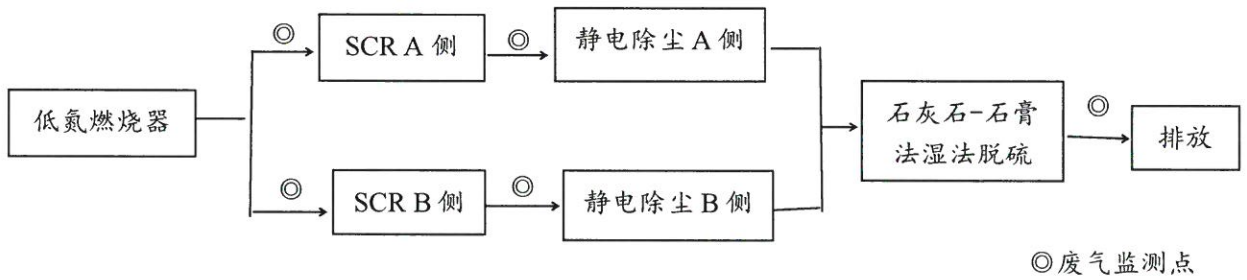 SCR A 侧
静电除尘 A 侧
低氮燃烧器
石灰石-石膏
法湿法脱硫
排放
SCR B 侧
静电除尘 B 侧
◎废气监测点